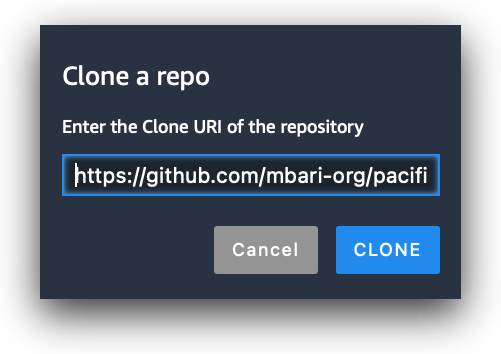 Clone a repo
Enter the Clone URI of the repository
https://github.com/mbari-org/pacifi
Cancel
CLONE